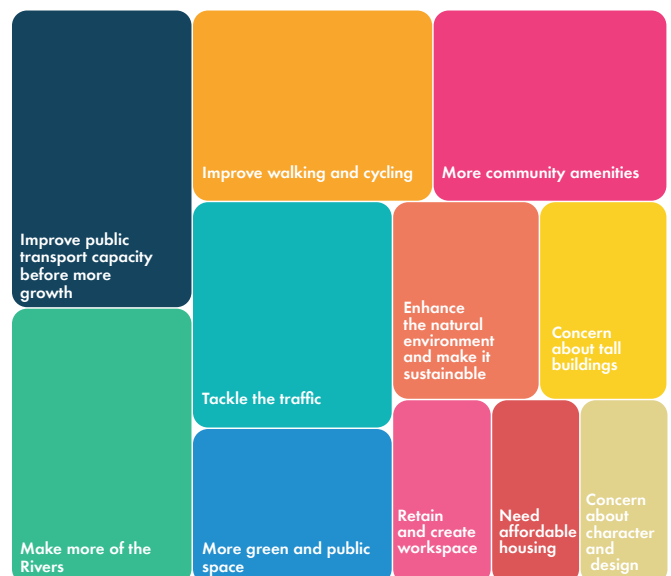 Improve walking and cycling
More community amenities
Improve public
transport capacity
before more
growth
Enhance
the natural
environment
and make it
sustainable
Concern
about tall
buildings
Tackle the traffic
Make more of the
Rivers
More green and public
space
Retain
and create
workspace
Need
affordable
housing
Concern
about
character
and
design